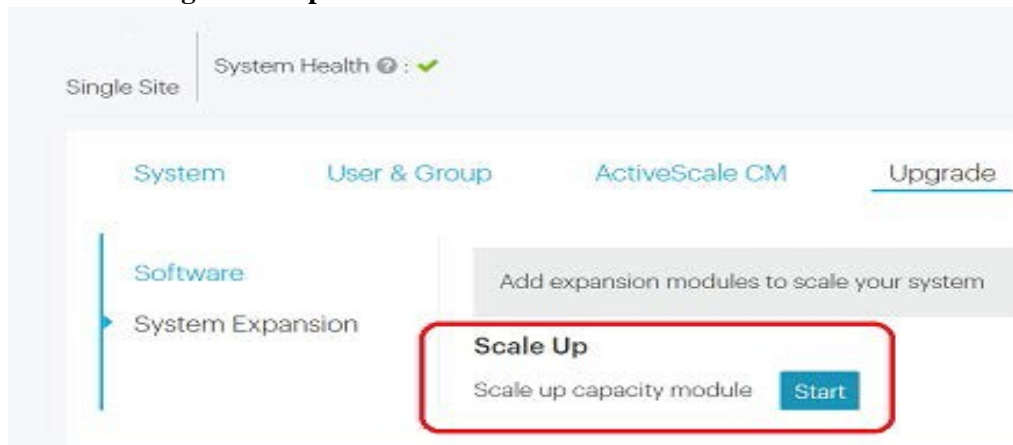 System Health ? : ✔
Single Site
System User & Group ActiveScale CM Upgrade
Software
Add expansion modules to scale your system
System Expansion
Scale Up
Scale up capacity module Start